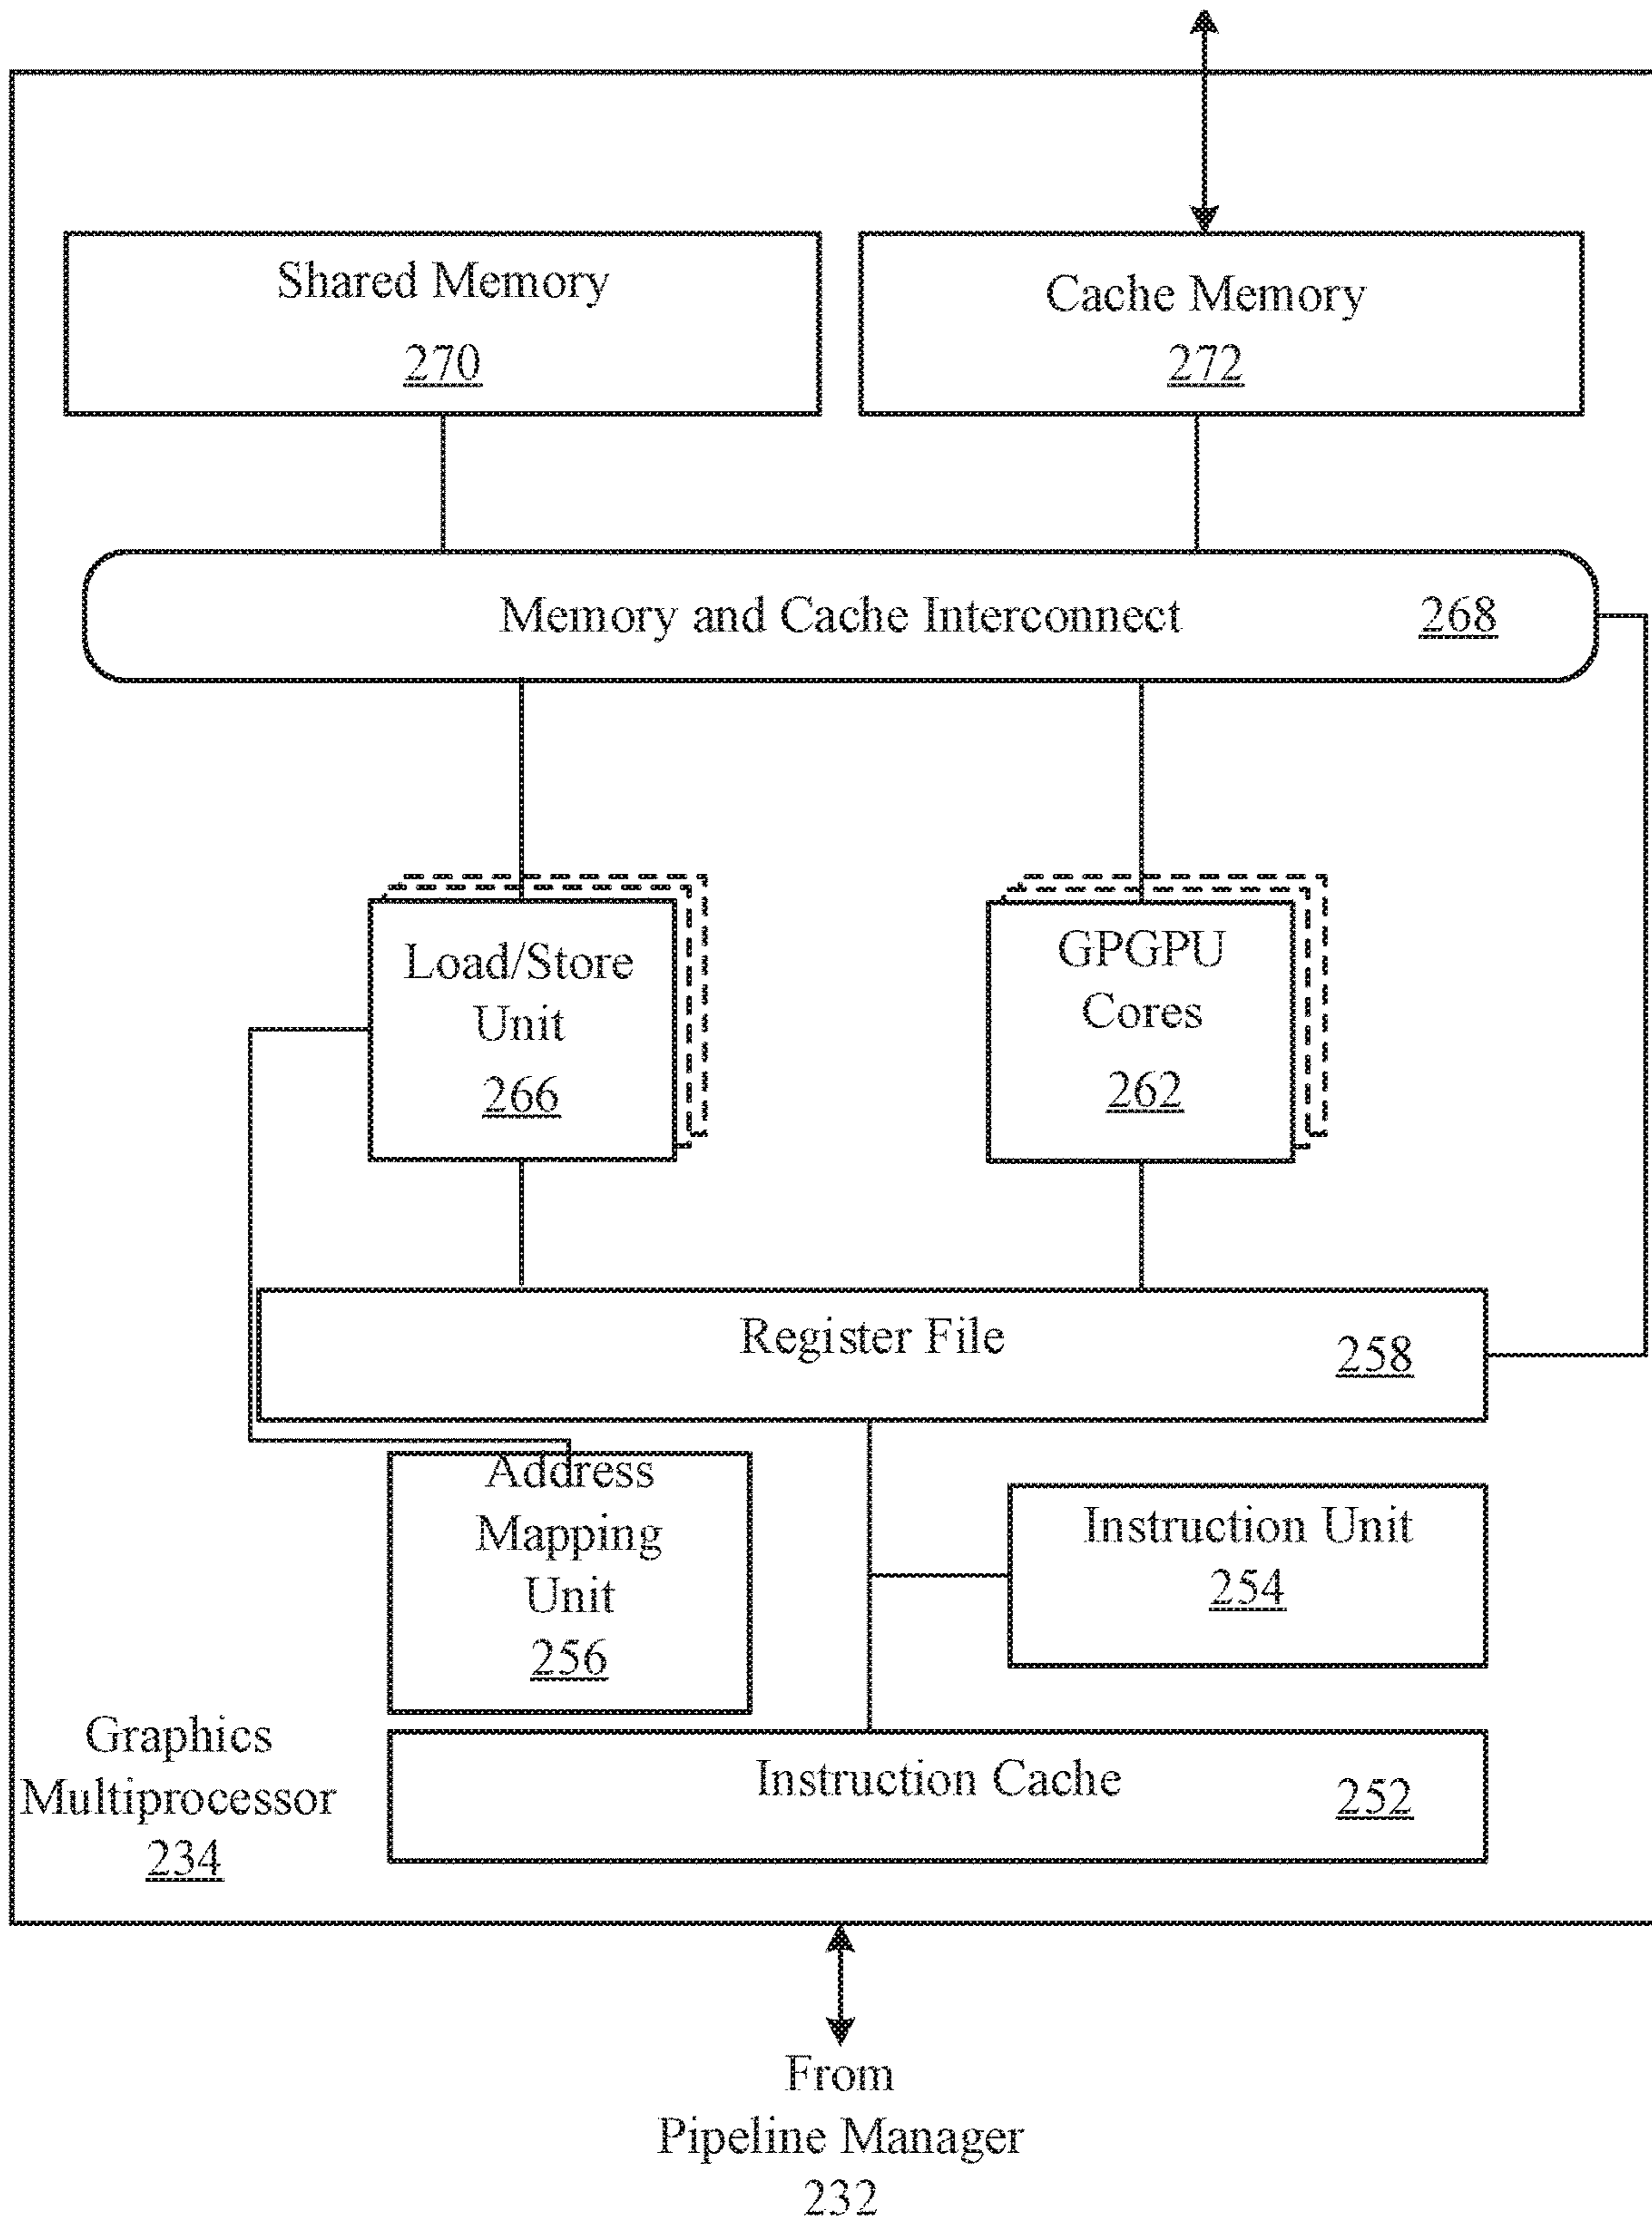 Shared Memory
270
Cache Memory
272
Memory and Cache Interconnect 268
Load/Store
Unit
266
GPGPU
Cores
262
Register File 258
Address
Mapping
Unit
256
Instruction Unit
254
Graphics
Multiprocessor
234
Instruction Cache 252
From
Pipeline Manager
232